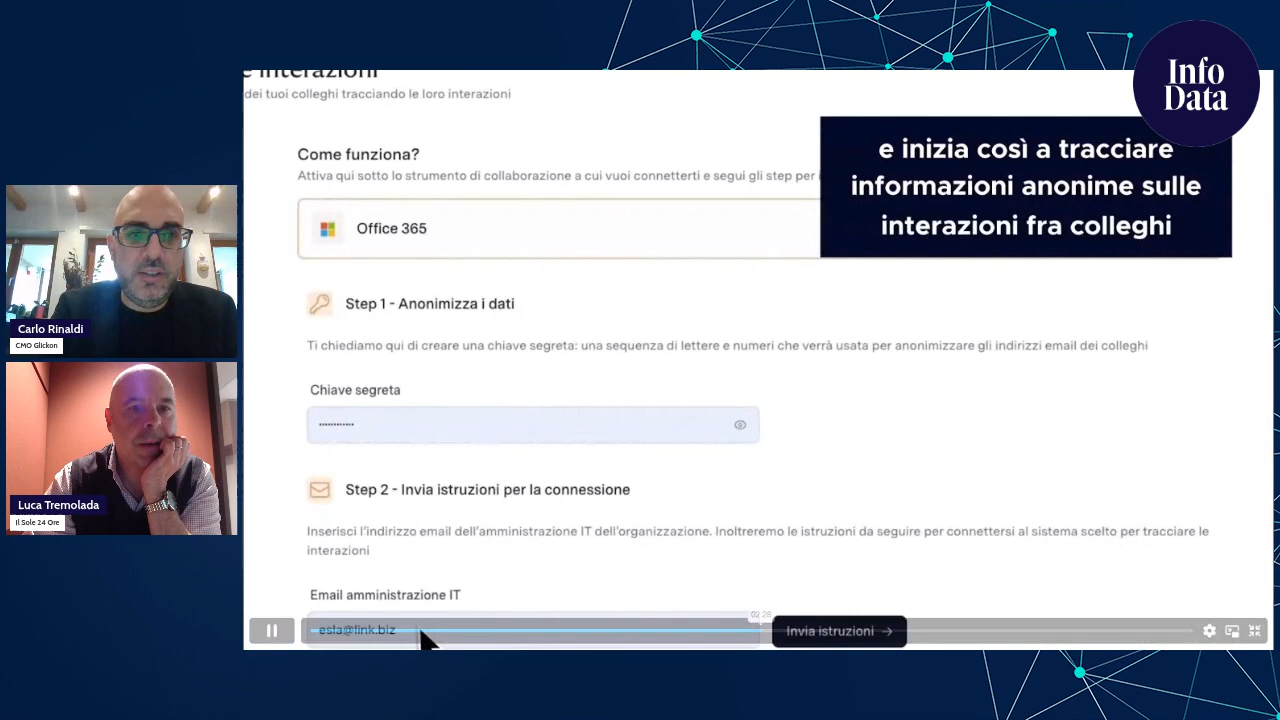 Info
Data
e interazioni
dei tuoi colleghi tracciando le loro interazioni
e inizia così a tracciare
informazioni anonime sulle
interazioni fra colleghi
Come funziona?
Attiva qui sotto lo strumento di collaborazione a cui vuoi connetterti e segui gli step per i
Office 365
Step 1 - Anonimizza i dati
Ti chiediamo qui di creare una chiave segreta: una sequenza di lettere e numeri che verrà usata per anonimizzare gli indirizzi email dei colleghi
Chiave segreta
Step 2 - Invia istruzioni per la connessione
Inserisci l'indirizzo email dell'amministrazione IT dell'organizzazione. Inoltreremo le istruzioni da seguire per connettersi al sistema scelto per tracciare le
interazioni
Email amministrazione IT
02:28
esla@link.biz
Invia istruzioni →
Carlo Rinaldi
CMO Glickon
Luca Tremolada
Il Sole 24 Ore